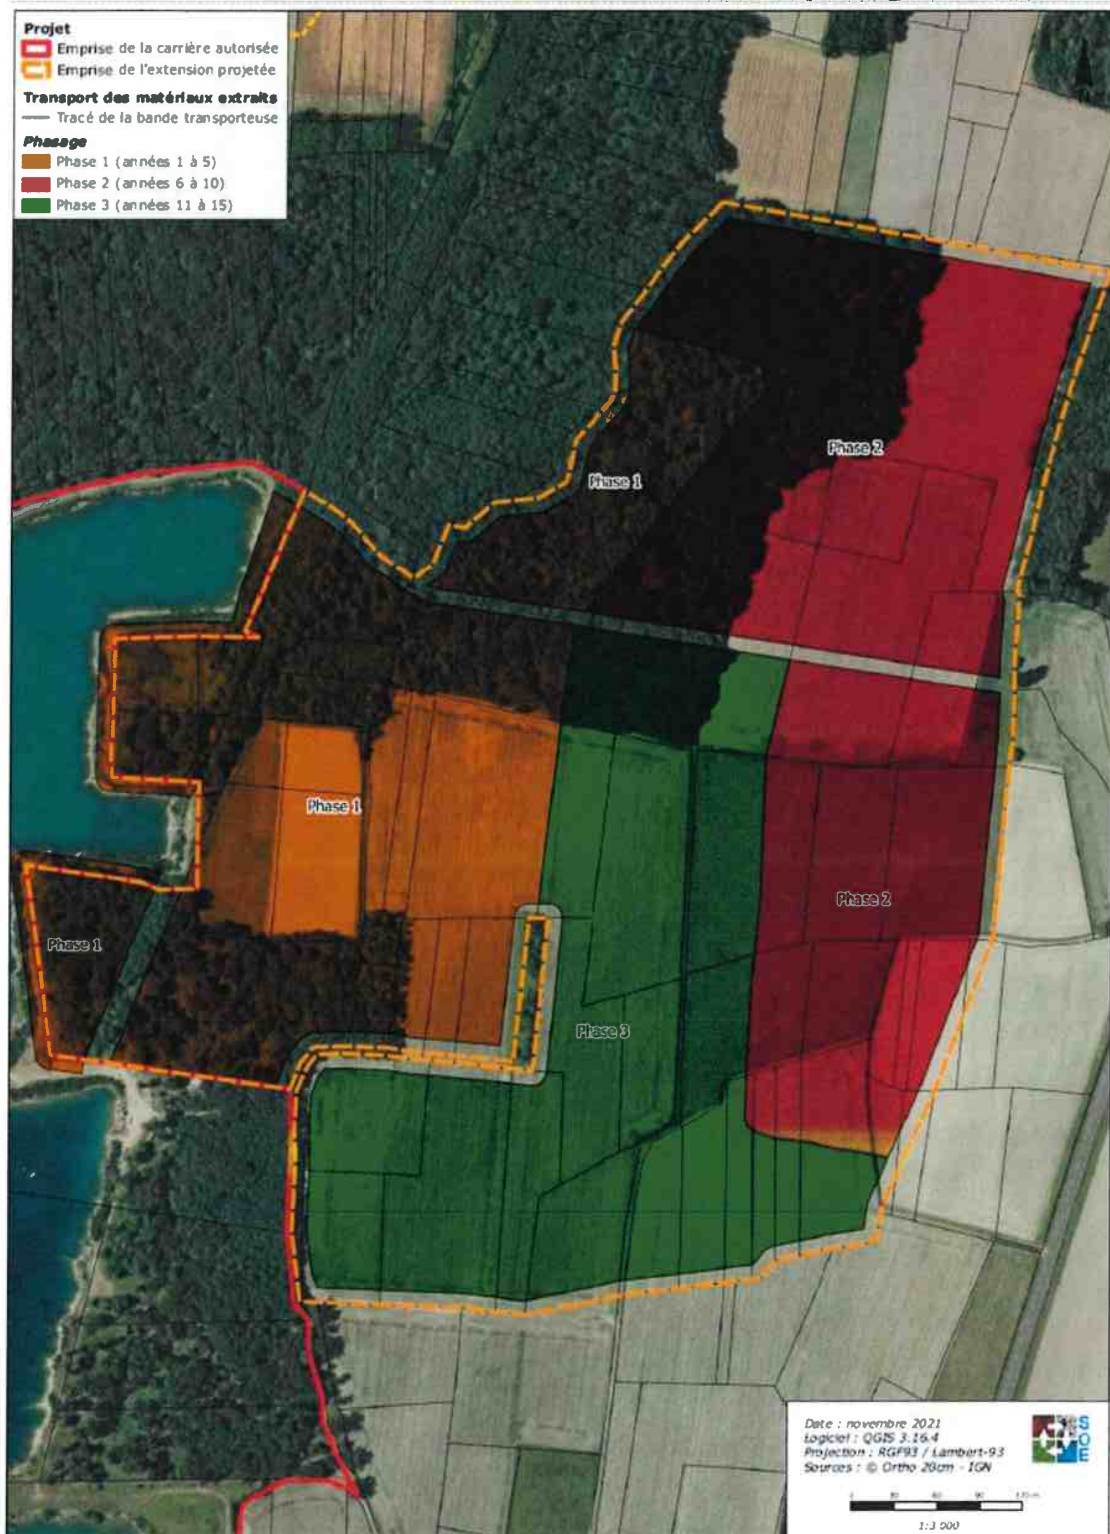 Projet
Emprise de la carrière autorisée
Emprise de l'extension projetée
Transport des matériaux extraits
Tracé de la bande transporteuse
Phasage
Phase 1 (années 1 à 5)
Phase 2 (années 6 à 10)
Phase 3 (années 11 à 15)
Phase 2
Phase 1
Phase 1
Phase 2
Phase 1
Phase 3
Date : novembre 2021
Logiciel : QGIS 3.16.4
Projection : RGF93 / Lambert-93
Sources : © Ortho 20cm - IGN
SOE
1:3 000